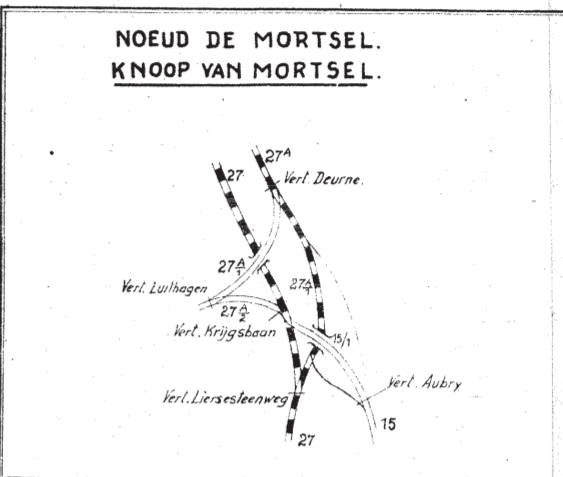 NOEUD DE MORTSEL.
KNOOP VAN MORTSEL.
27A
27
Vert. Deurne.
27A/1
27A/1
Vert. Luithagen
27A/2
Vert. Krijgsbaan
15/1
Vert. Aubry
Vert. Liersesteenweg
15
27